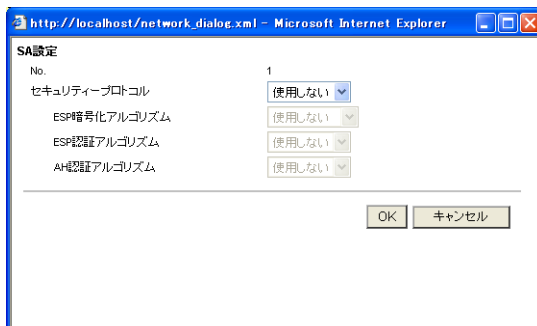 http://localhost/network_dialog.xml - Microsoft Internet Explorer
SA設定
No. 1
セキュリティープロトコル 使用しない
ESP暗号化アルゴリズム 使用しない
ESP認証アルゴリズム 使用しない
AH認証アルゴリズム 使用しない
OK キャンセル